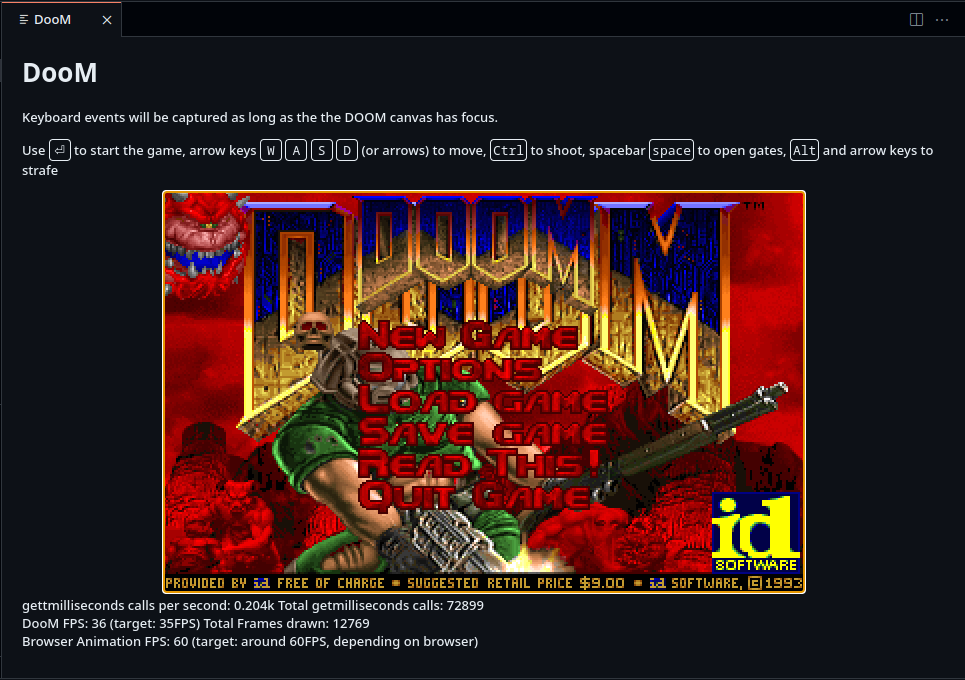 DooM
DooM
Keyboard events will be captured as long as the the DOOM canvas has focus.
Use ⏎ to start the game, arrow keys W A S D (or arrows) to move, Ctrl to shoot, spacebar space to open gates, Alt and arrow keys to
strafe
DOOM
DOOM
TM
New Game
Options
Load game
Save game
Read This!
Quit Game
id
SOFTWARE
PROVIDED BY id FREE OF CHARGE * SUGGESTED RETAIL PRICE $9.00 * id SOFTWARE, ©1993
gettmilliseconds calls per second: 0.204k Total getmilliseconds calls: 72899
DooM FPS: 36 (target: 35FPS) Total Frames drawn: 12769
Browser Animation FPS: 60 (target: around 60FPS, depending on browser)